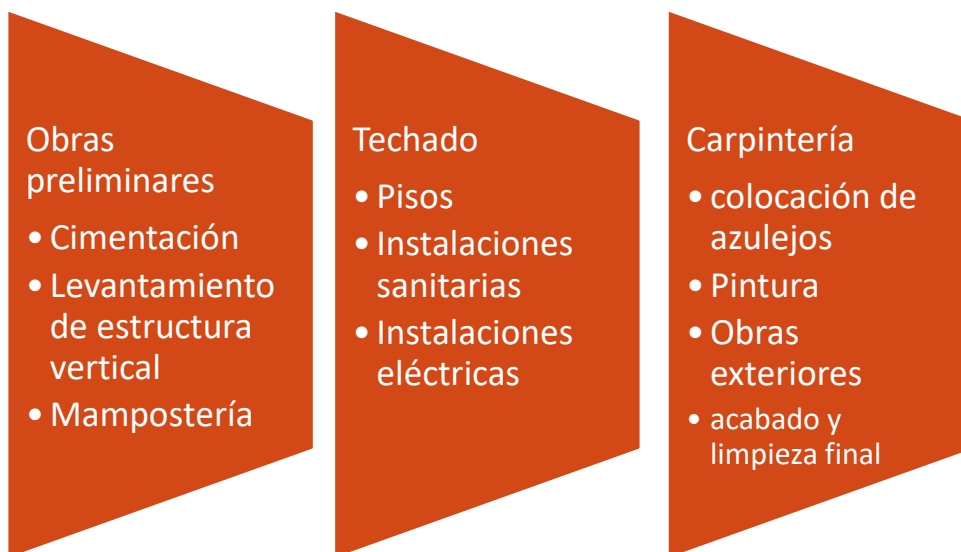 Obras
preliminares
• Cimentación
• Levantamiento
de estructura
vertical
• Mampostería
Techado
• Pisos
• Instalaciones
sanitarias
• Instalaciones
eléctricas
Carpintería
• colocación de
azulejos
• Pintura
• Obras
exteriores
• acabado y
limpieza final